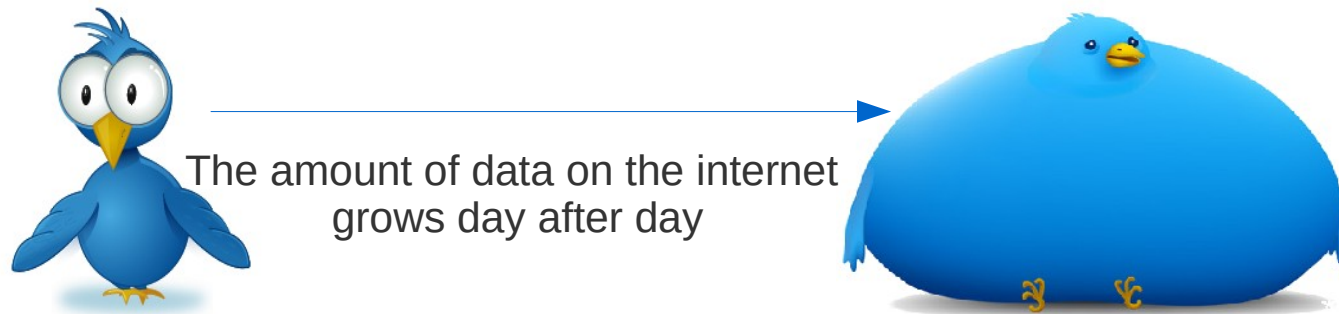 The amount of data on the internet
grows day after day